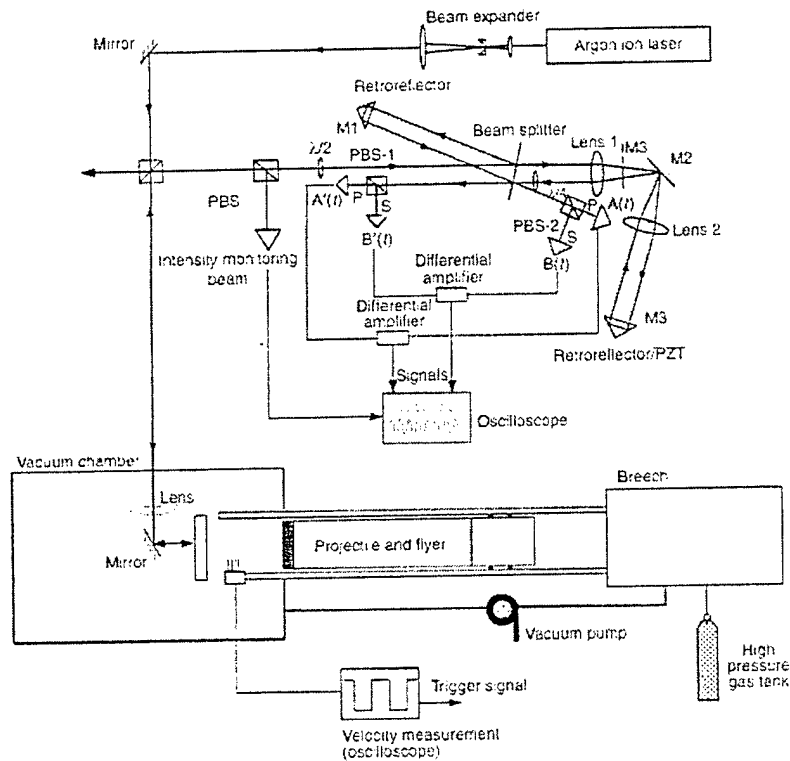 Beam expander
Mirror
Argon ion laser
Retroreflector
M1
Beam splitter
Lens 1
M3
M2
λ/2
PBS-1
PBS
A'(t)
P
S
B'(t)
P
A(t)
PBS-2
S
B(t)
Lens 2
Intensity monitoring
beam
Differential
amplifier
Differential
amplifier
M3
Retroreflector/PZT
Signals
Oscilloscope
Vacuum chamber
Breech
Lens
Mirror
Projectile and flyer
Vacuum pump
High
pressure
gas tank
Trigger signal
Velocity measurement
(oscilloscope)